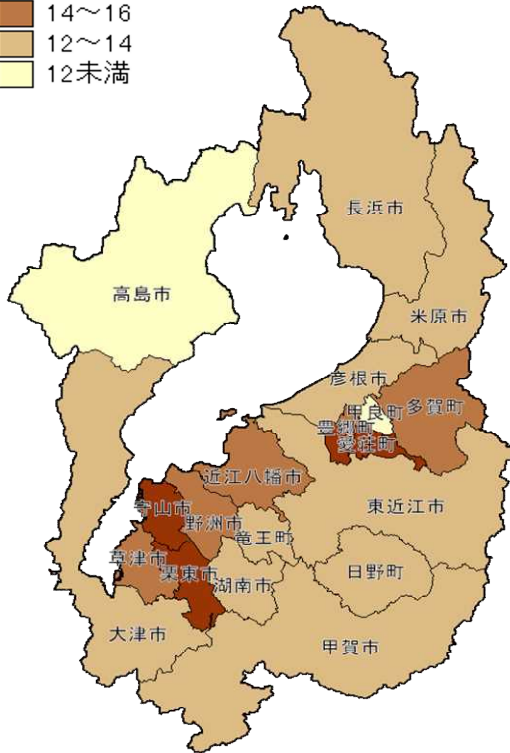 14～16
12～14
12未満
長浜市
高島市
米原市
彦根市
甲良町
多賀町
豊郷町
愛荘町
近江八幡市
守山市
野洲市
東近江市
竜王町
草津市
栗東市
湖南市
日野町
大津市
甲賀市